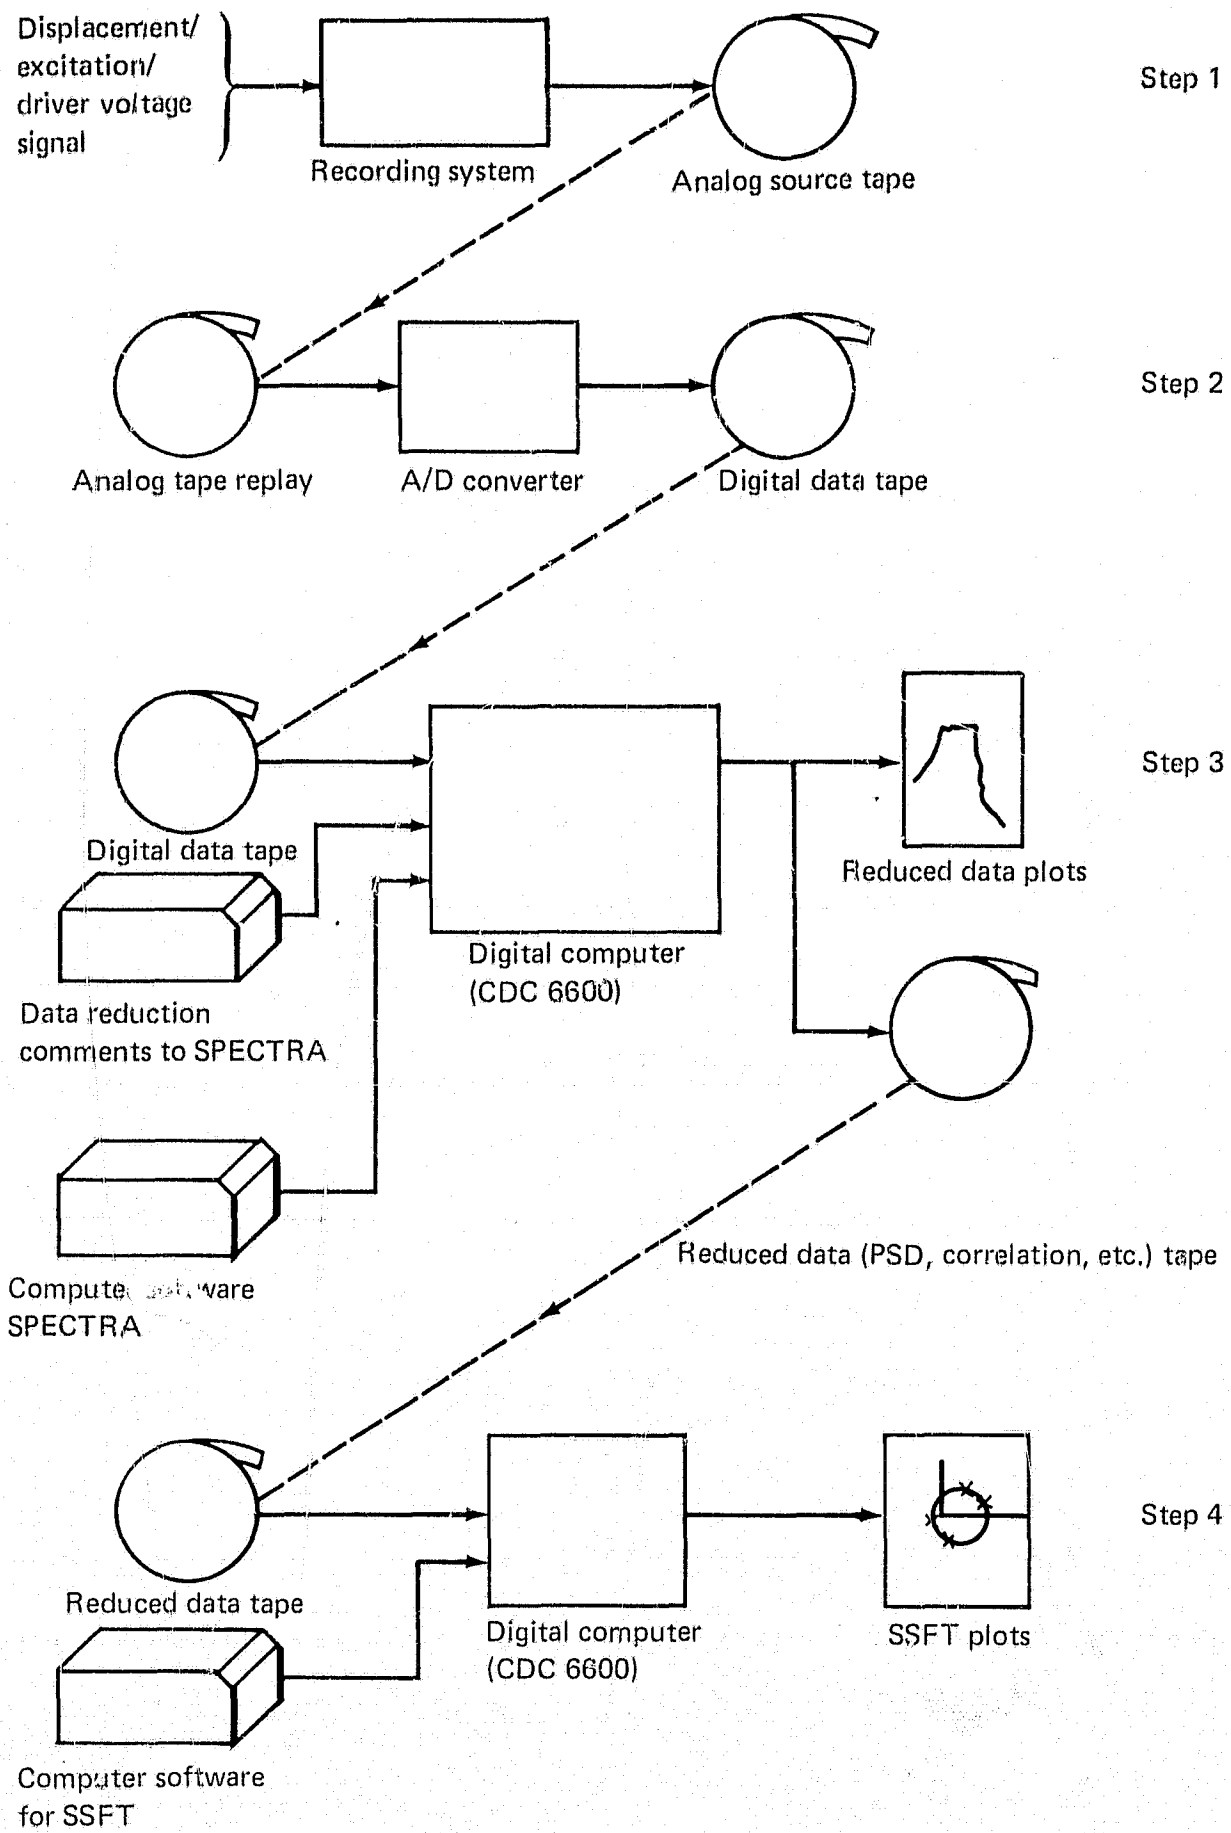 Displacement/
excitation/
driver voltage
signal
Recording system
Analog source tape
Step 1
Analog tape replay
A/D converter
Digital data tape
Step 2
Digital data tape
Digital computer
(CDC 6600)
Reduced data plots
Step 3
Data reduction
comments to SPECTRA
Computer software
SPECTRA
Reduced data (PSD, correlation, etc.) tape
Reduced data tape
Digital computer
(CDC 6600)
SSFT plots
Step 4
Computer software
for SSFT